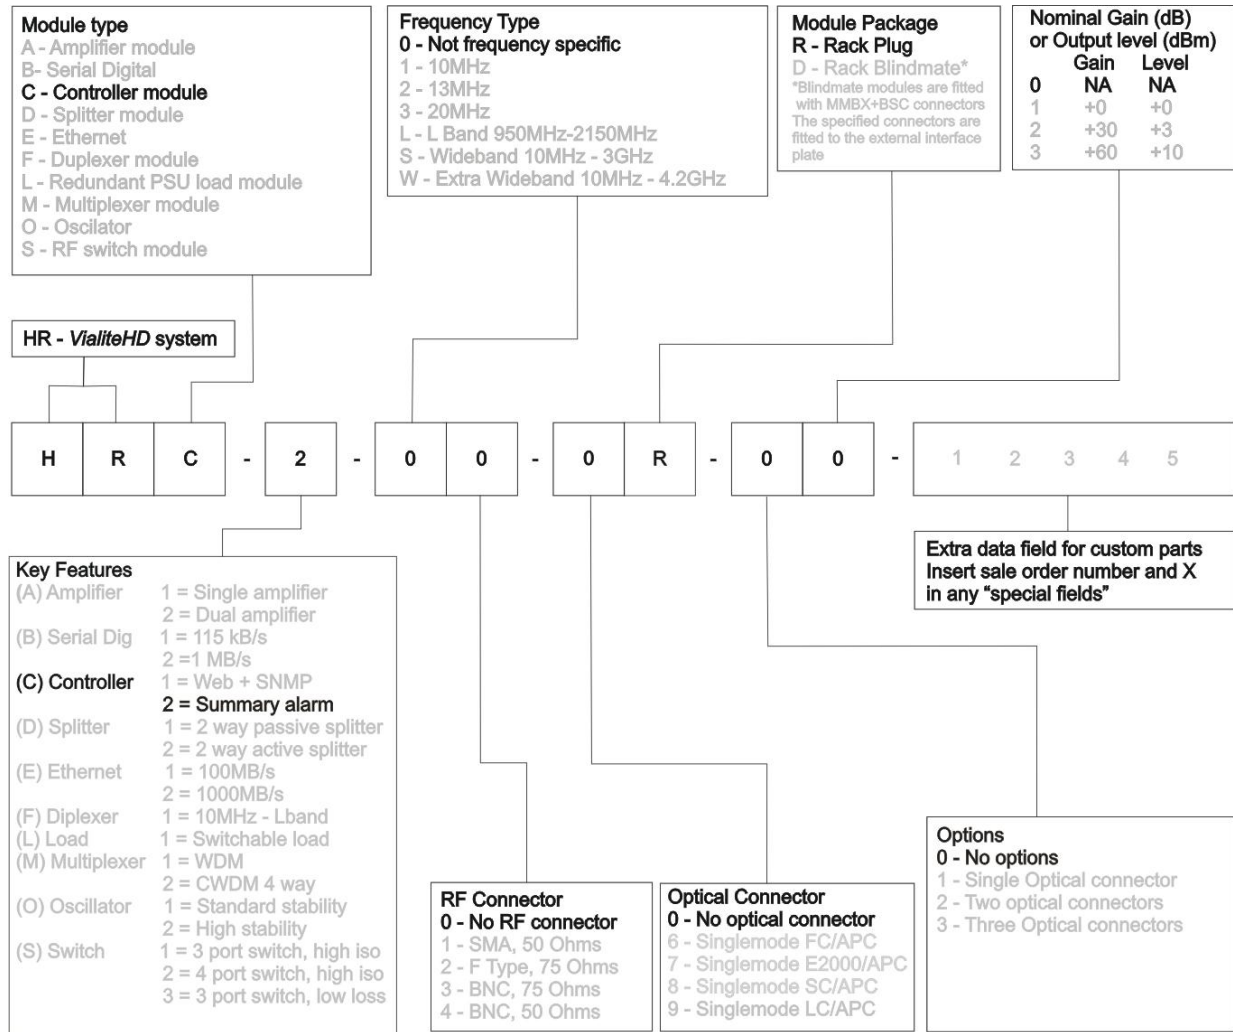 Module type
A - Amplifier module
B- Serial Digital
C - Controller module
D - Splitter module
E - Ethernet
F - Duplexer module
L - Redundant PSU load module
M - Multiplexer module
O - Oscilator
S - RF switch module
Frequency Type
0 - Not frequency specific
1 - 10MHz
2 - 13MHz
3 - 20MHz
L - L Band 950MHz-2150MHz
S - Wideband 10MHz - 3GHz
W - Extra Wideband 10MHz - 4.2GHz
Module Package
R - Rack Plug
D - Rack Blindmate*
*Blindmate modules are fitted
with MMBX+BSC connectors
The specified connectors are
fitted to the external interface
plate
Nominal Gain (dB)
or Output level (dBm)
Gain Level
0 NA NA
1 +0 +0
2 +30 +3
3 +60 +10
HR - VialiteHD system
H R C - 2 - 0 0 - 0 R - 0 0 - 1 2 3 4 5
Key Features
(A) Amplifier 1 = Single amplifier
2 = Dual amplifier
(B) Serial Dig 1 = 115 kB/s
2 =1 MB/s
(C) Controller 1 = Web + SNMP
2 = Summary alarm
(D) Splitter 1 = 2 way passive splitter
2 = 2 way active splitter
(E) Ethernet 1 = 100MB/s
2 = 1000MB/s
(F) Diplexer 1 = 10MHz - Lband
(L) Load 1 = Switchable load
(M) Multiplexer 1 = WDM
2 = CWDM 4 way
(O) Oscillator 1 = Standard stability
2 = High stability
(S) Switch 1 = 3 port switch, high iso
2 = 4 port switch, high iso
3 = 3 port switch, low loss
RF Connector
0 - No RF connector
1 - SMA, 50 Ohms
2 - F Type, 75 Ohms
3 - BNC, 75 Ohms
4 - BNC, 50 Ohms
Optical Connector
0 - No optical connector
6 - Singlemode FC/APC
7 - Singlemode E2000/APC
8 - Singlemode SC/APC
9 - Singlemode LC/APC
Extra data field for custom parts
Insert sale order number and X
in any “special fields”
Options
0 - No options
1 - Single Optical connector
2 - Two optical connectors
3 - Three Optical connectors